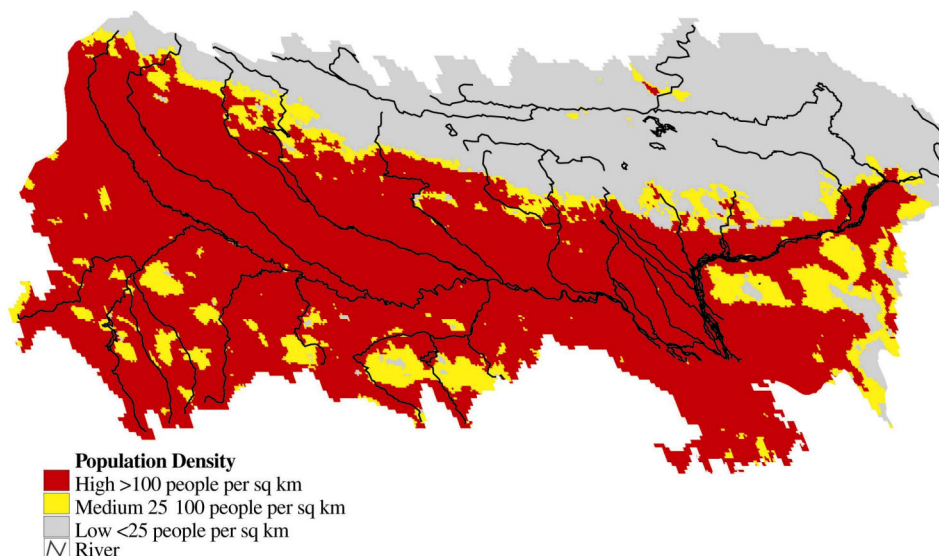 Population Density
High >100 people per sq km
Medium 25 100 people per sq km
Low <25 people per sq km
River